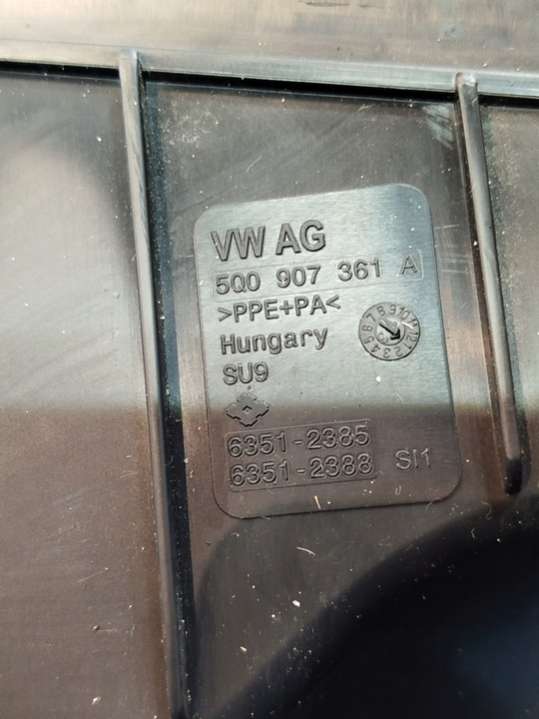 VW AG
5Q0 907 361 A
>PPE+PA<
Hungary
SU9
6351-2385
6351-2388 SI1